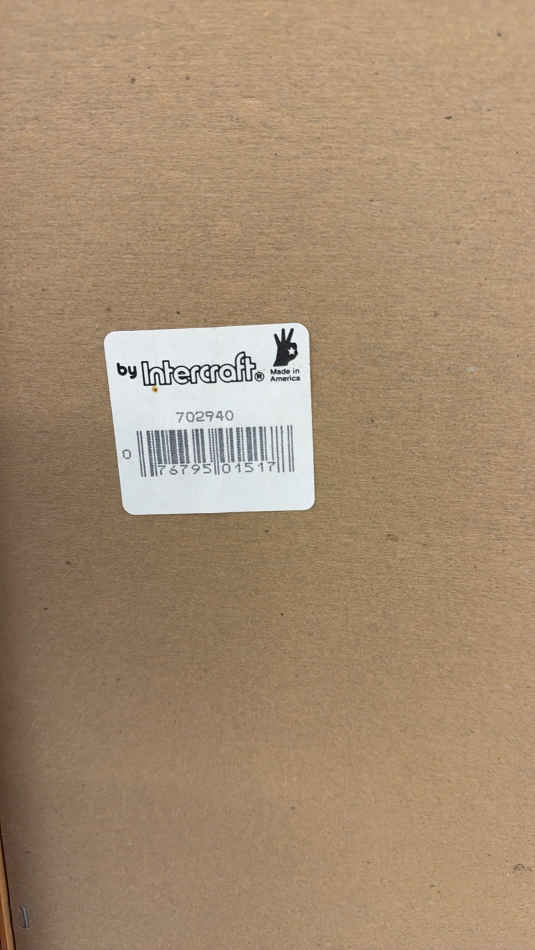 by Intercraft®
Made in
America
702940
0 76795 01517